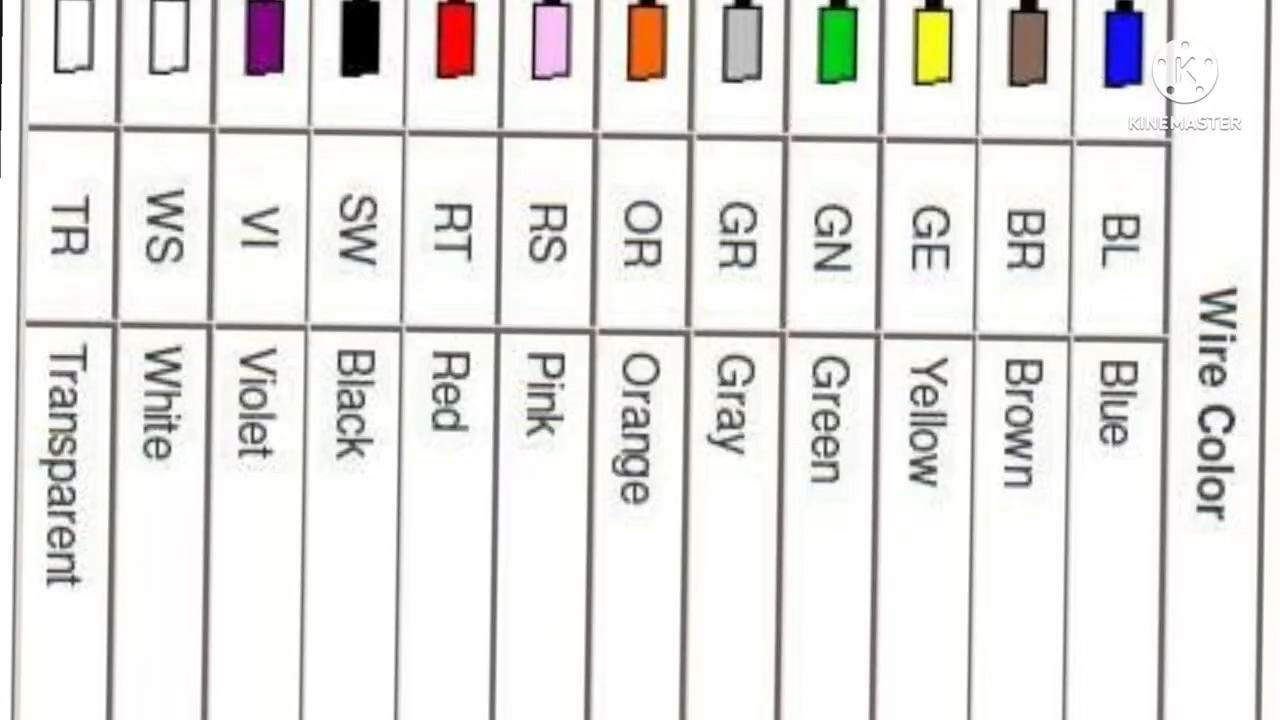 Wire Color
BL Blue
BR Brown
GE Yellow
GN Green
GR Gray
OR Orange
RS Pink
RT Red
SW Black
VI Violet
WS White
TR Transparent
KINEMASTER